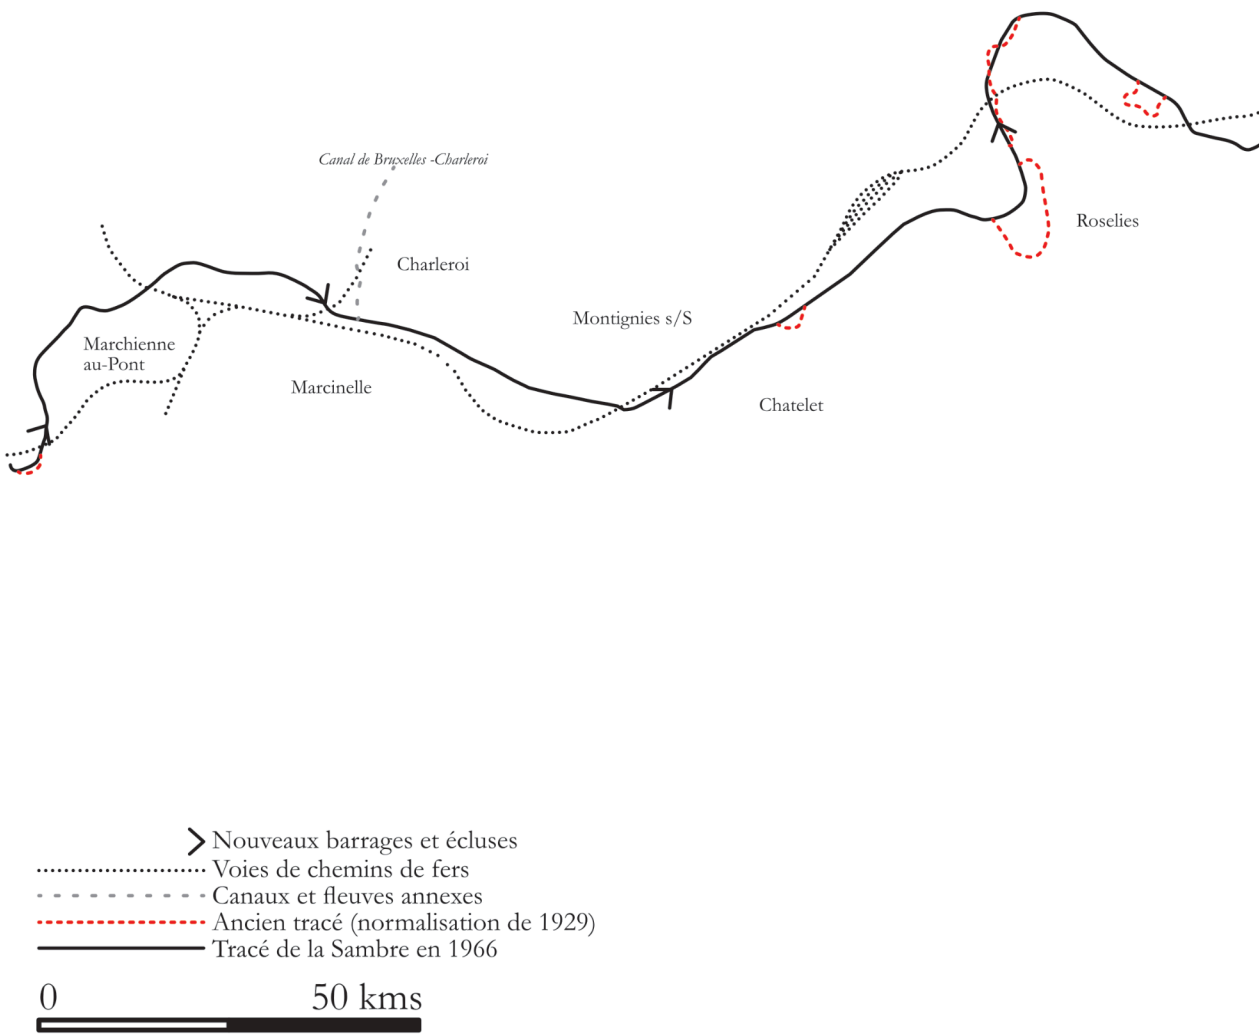 Canal de Bruxelles -Charleroi
Roselies
Charleroi
Montignies s/S
Marchienne
au-Pont
Marcinelle
Chatelet
Nouveaux barrages et écluses
Voies de chemins de fers
Canaux et fleuves annexes
Ancien tracé (normalisation de 1929)
Tracé de la Sambre en 1966
0 50 kms